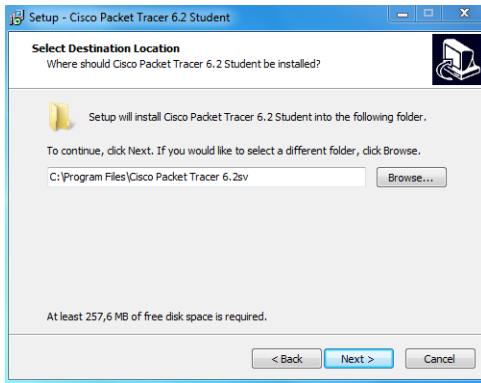 Setup - Cisco Packet Tracer 6.2 Student
Select Destination Location
Where should Cisco Packet Tracer 6.2 Student be installed?
Setup will install Cisco Packet Tracer 6.2 Student into the following folder.
To continue, click Next. If you would like to select a different folder, click Browse.
C:\Program Files\Cisco Packet Tracer 6.2sv
Browse...
At least 257,6 MB of free disk space is required.
< Back
Next >
Cancel